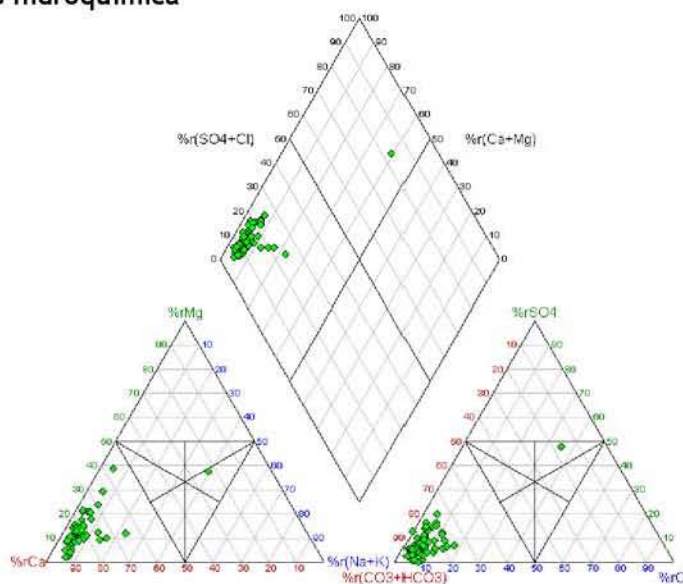 hidroquímica
100 100
90 90
80 80
70 70
60 60
%r(SO4+Cl) 50 50 %r(Ca+Mg)
40 40
30 30
20 20
10 10
0 0
%rMg %rSO4
90 10 10 90
80 20 20 80
70 30 30 70
60 40 40 60
50 50 50 50
40 60 60 40
30 70 70 30
20 80 80 20
10 90 90 10
%rCa 90 80 70 60 50 40 30 20 10 %r(Na+K) 10 20 30 40 50 60 70 80 90
%r(CO3+HCO3)